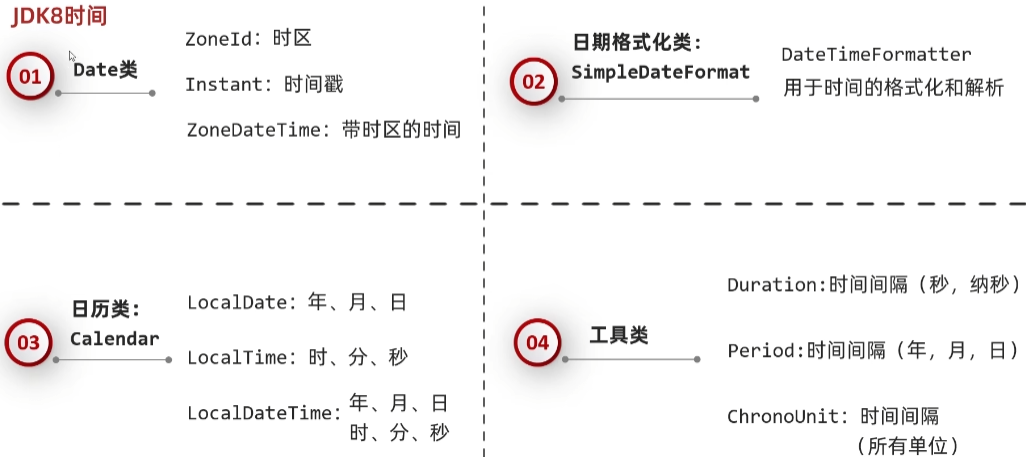 JDK8时间
01
Date类
ZoneId：时区
Instant：时间戳
ZoneDateTime：带时区的时间
02
日期格式化类：
SimpleDateFormat
DateTimeFormatter
用于时间的格式化和解析
03
日历类：
Calendar
LocalDate：年、月、日
LocalTime：时、分、秒
LocalDateTime：年、月、日
时、分、秒
04
工具类
Duration:时间间隔（秒，纳秒）
Period:时间间隔（年，月，日）
ChronoUnit：时间间隔
（所有单位）